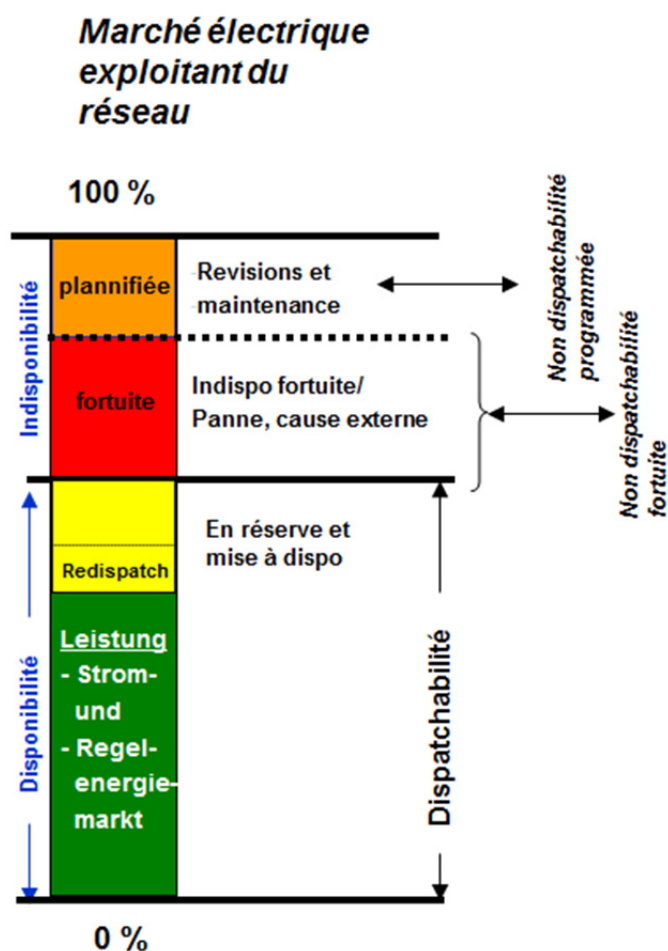 Marché électrique
exploitant du
réseau
100 %
Indisponibilité
plannifiée
-Revisions et
-maintenance
Non dispatchabilité
programmée
fortuite
Indispo fortuite/
Panne, cause externe
Non dispatchabilité
fortuite
En réserve et
mise à dispo
Redispatch
Disponibilité
Leistung
- Strom-
und
- Regel-
energie-
markt
Dispatchabilité
0 %